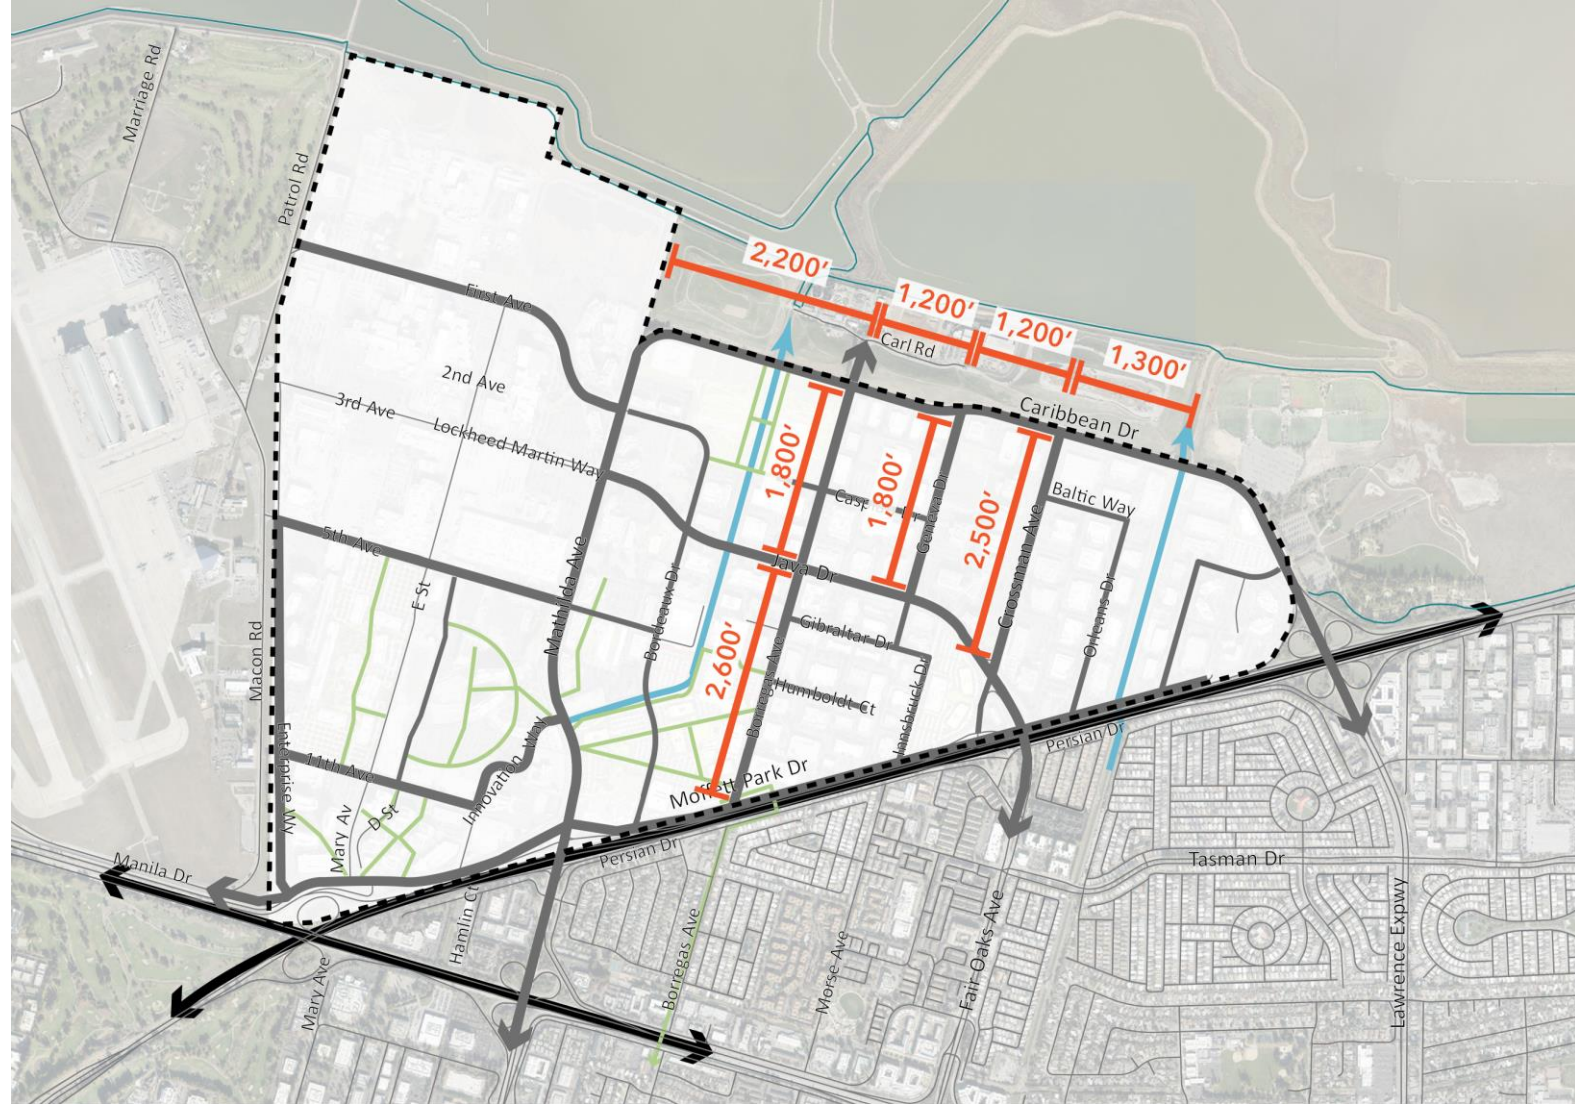 Marriage Rd
Patrol Rd
2,200’
First Ave
1,200’
1,200’
Carl Rd
1,300’
2nd Ave
3rd Ave
Caribbean Dr
Lockheed Martin Way
1,800’
1,800’
Geneva Dr
Baltic Way
2,500’
Crossman Ave
5th Ave
Java Dr
Mathilda Ave
E St
Bordeaux Dr
Orleans Dr
Gibraltar Dr
2,600’
Macon Rd
Borregas Ave
Humboldt Ct
Innsbruck Dr
Enterprise Wy
11th Ave
Innovation Way
Moffett Park Dr
Persian Dr
Mary Av
D St
Persian Dr
Manila Dr
Tasman Dr
Hamlin Ct
Mary Ave
Borregas Ave
Morse Ave
Fair Oaks Ave
Lawrence Expwy